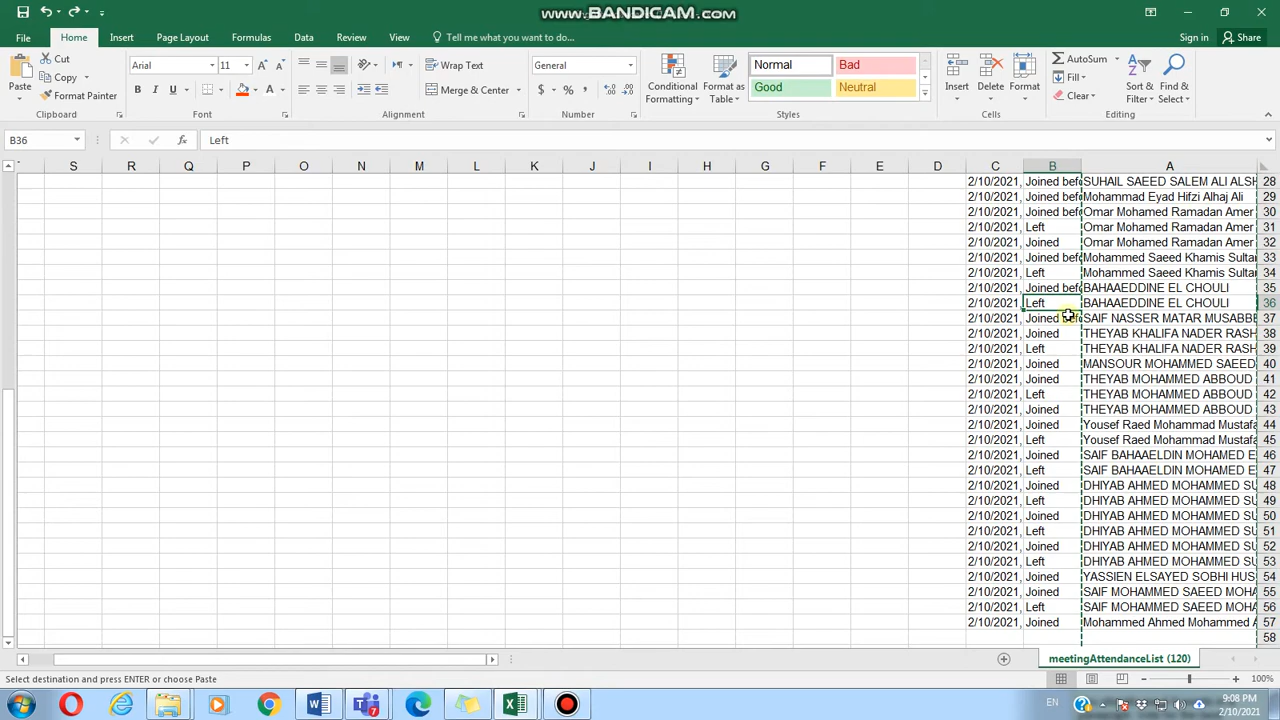 www.BANDICAM.com
File Home Insert Page Layout Formulas Data Review View Tell me what you want to do... Sign in Share
Cut
Copy
Format Painter
Paste
Arial 11
B I U
Wrap Text
Merge & Center
General
Conditional Formatting
Format as Table
Normal Bad
Good Neutral
Insert Delete Format
AutoSum
Fill
Clear
Sort & Filter
Find & Select
Clipboard Font Alignment Number Styles Cells Editing
B36 Left
S R Q P O N M L K J I H G F E D C B A
2/10/2021, Joined befo SUHAIL SAEED SALEM ALI ALSH 28
2/10/2021, Joined befo Mohammad Eyad Hifzi Alhaj Ali 29
2/10/2021, Joined befo Omar Mohamed Ramadan Amer 30
2/10/2021, Left Omar Mohamed Ramadan Amer 31
2/10/2021, Joined Omar Mohamed Ramadan Amer 32
2/10/2021, Joined befo Mohammed Saeed Khamis Sultan 33
2/10/2021, Left Mohammed Saeed Khamis Sultan 34
2/10/2021, Joined befo BAHAAEDDINE EL CHOULI 35
2/10/2021, Left BAHAAEDDINE EL CHOULI 36
2/10/2021, Joined befo SAIF NASSER MATAR MUSABBE 37
2/10/2021, Joined THEYAB KHALIFA NADER RASH 38
2/10/2021, Left THEYAB KHALIFA NADER RASH 39
2/10/2021, Joined MANSOUR MOHAMMED SAEED 40
2/10/2021, Joined THEYAB MOHAMMED ABBOUD 41
2/10/2021, Left THEYAB MOHAMMED ABBOUD 42
2/10/2021, Joined THEYAB MOHAMMED ABBOUD 43
2/10/2021, Joined Yousef Raed Mohammad Mustafa 44
2/10/2021, Left Yousef Raed Mohammad Mustafa 45
2/10/2021, Joined SAIF BAHAAELDIN MOHAMED E 46
2/10/2021, Left SAIF BAHAAELDIN MOHAMED E 47
2/10/2021, Joined DHIYAB AHMED MOHAMMED SU 48
2/10/2021, Left DHIYAB AHMED MOHAMMED SU 49
2/10/2021, Joined DHIYAB AHMED MOHAMMED SU 50
2/10/2021, Left DHIYAB AHMED MOHAMMED SU 51
2/10/2021, Joined DHIYAB AHMED MOHAMMED SU 52
2/10/2021, Left DHIYAB AHMED MOHAMMED SU 53
2/10/2021, Joined YASSIEN ELSAYED SOBHI HUS 54
2/10/2021, Joined SAIF MOHAMMED SAEED MOHA 55
2/10/2021, Left SAIF MOHAMMED SAEED MOHA 56
2/10/2021, Joined Mohammed Ahmed Mohammed A 57
58
meetingAttendanceList (120)
Select destination and press ENTER or choose Paste 100%
EN 9:08 PM
2/10/2021